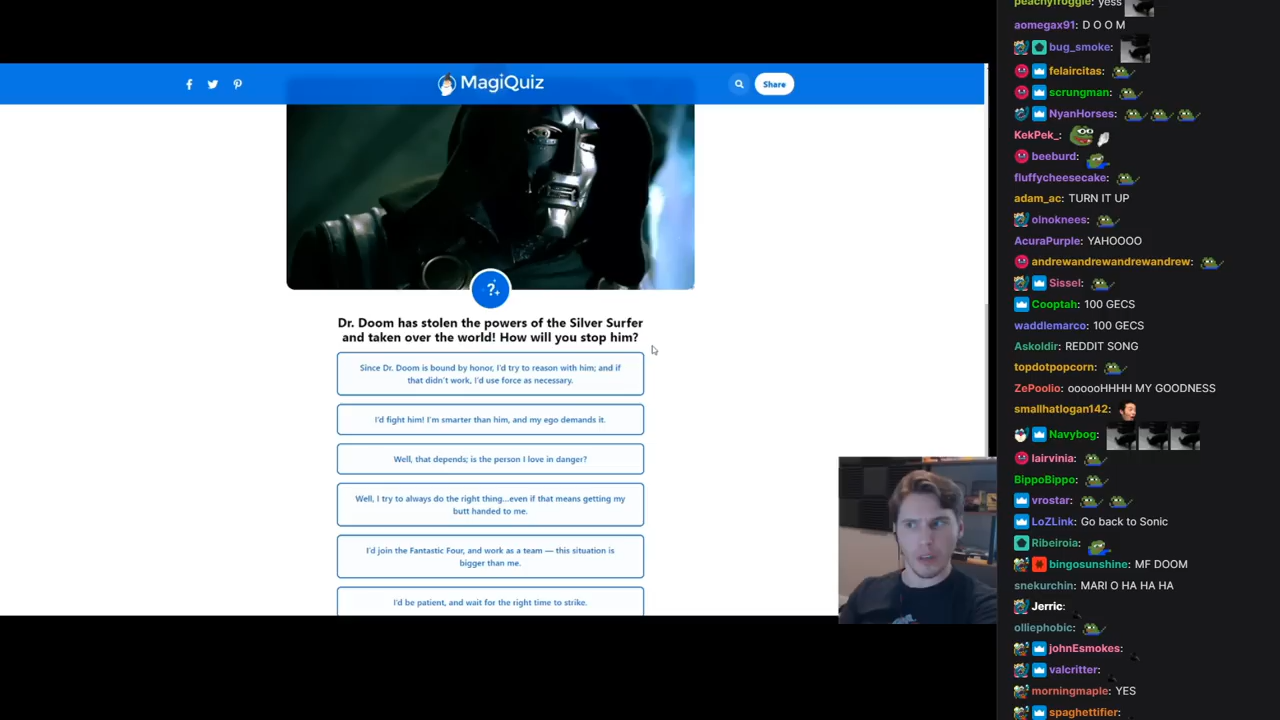 MagiQuiz
Share
Dr. Doom has stolen the powers of the Silver Surfer
and taken over the world! How will you stop him?
Since Dr. Doom is bound by honor, I'd try to reason with him; and if
that didn't work, I'd use force as necessary.
I'd fight him! I'm smarter than him, and my ego demands it.
Well, that depends; is the person I love in danger?
Well, I try to always do the right thing...even if that means getting my
butt handed to me.
I'd join the Fantastic Four, and work as a team — this situation is
bigger than me.
I'd be patient, and wait for the right time to strike.
peachyfroggie: yess
aomegax91: D O O M
bug_smoke:
felaircitas:
scrungman:
NyanHorses:
KekPek_:
beeburd:
fluffycheesecake:
adam_ac: TURN IT UP
oinoknees:
AcuraPurple: YAHOOOO
andrewandrewandrewandrew:
Sissel:
Cooptah: 100 GECS
waddlemarco: 100 GECS
Askoldir: REDDIT SONG
topdotpopcorn:
ZePoolio: oooooHHHH MY GOODNESS
smallhatlogan142:
Navybog:
lairvinia:
BippoBippo:
vrostar:
LoZLink: Go back to Sonic
Ribeiroia:
bingosunshine: MF DOOM
snekurchin: MARI O HA HA HA
Jerric:
olliephobic:
johnEsmokes:
valcritter:
morningmaple: YES
spaghettifier: